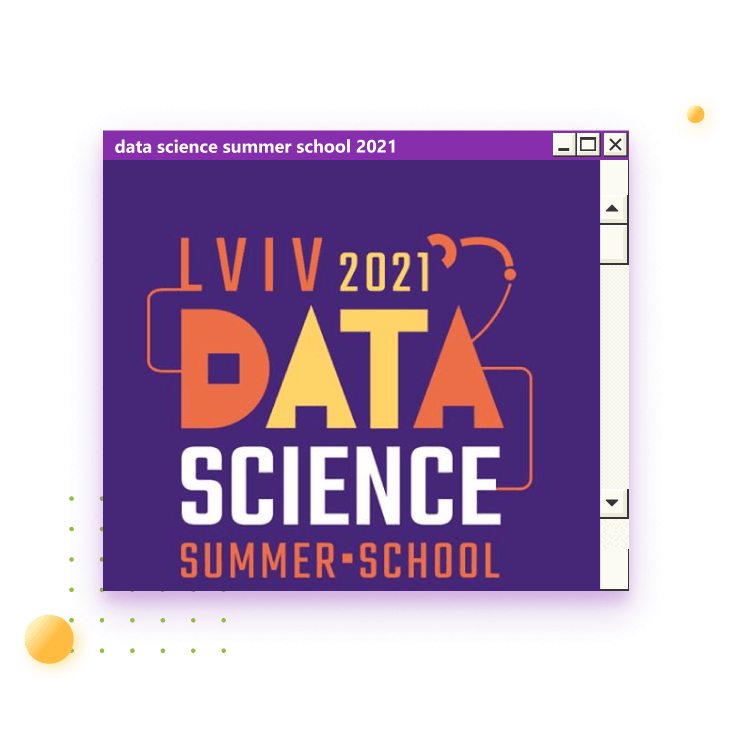 data science summer school 2021
LVIV 2021
DATA
SCIENCE
SUMMER▪SCHOOL